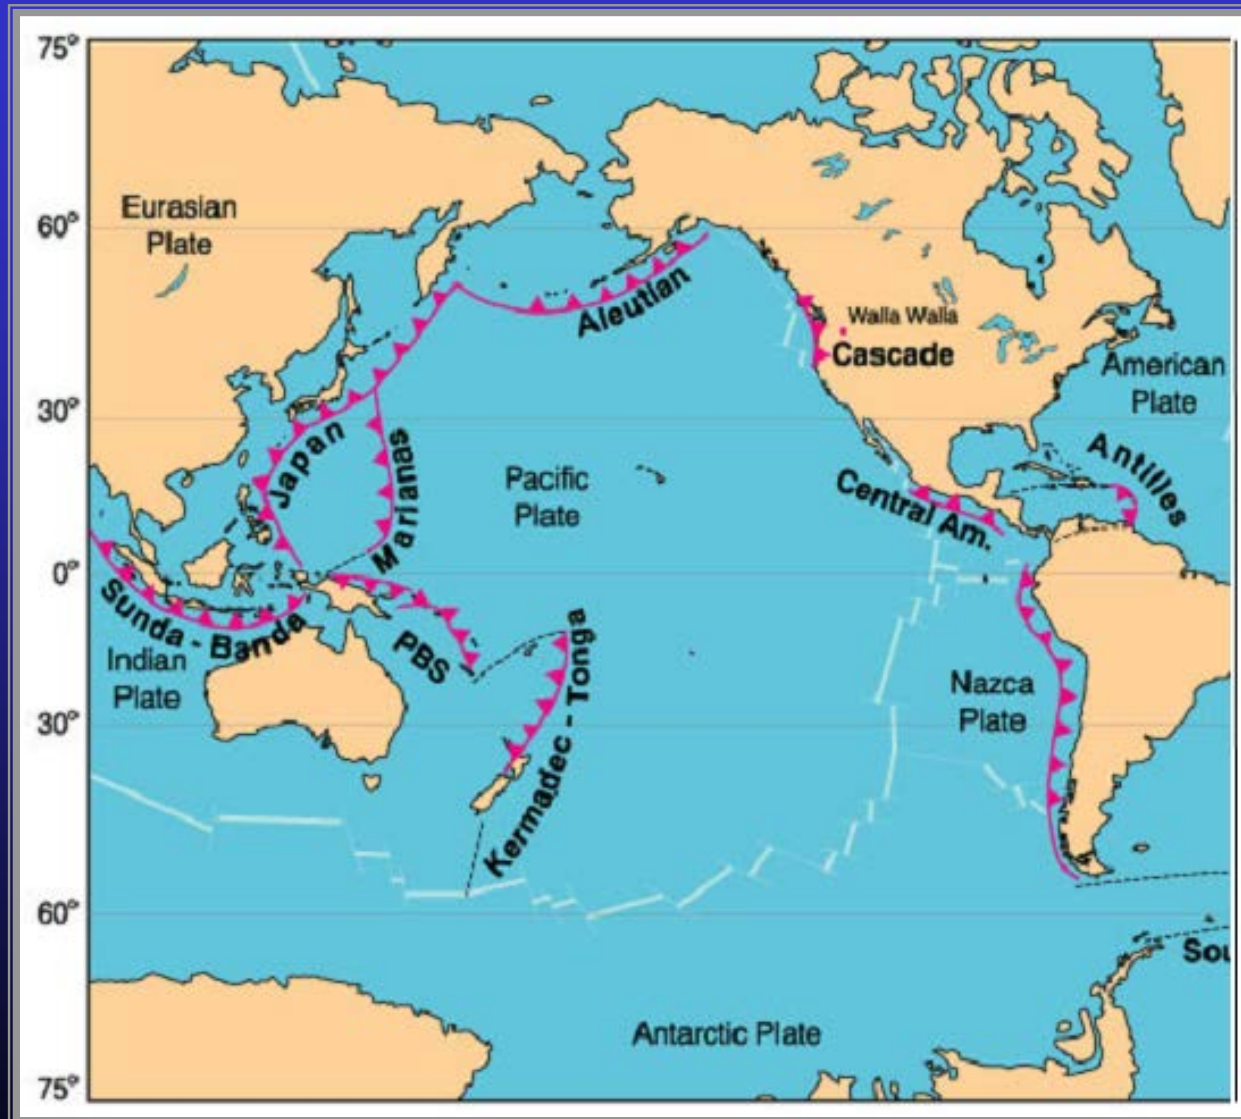 75°
60°
30°
0°
30°
60°
75°
Eurasian
Plate
Aleutian
Walla Walla
Cascade
American
Plate
Japan
Marianas
Pacific
Plate
Antilles
Central Am.
Sunda - Banda
PBS
Kermadec - Tonga
Indian
Plate
Nazca
Plate
Sou
Antarctic Plate